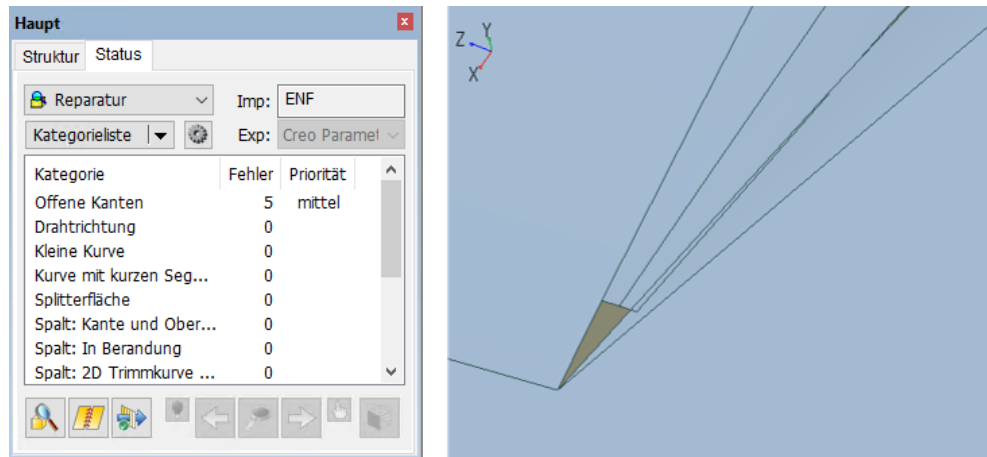 Haupt
Struktur Status
Reparatur Imp: ENF
Kategorieliste Exp: Creo Paramet
Kategorie Fehler Priorität
Offene Kanten 5 mittel
Drahtrichtung 0
Kleine Kurve 0
Kurve mit kurzen Seg... 0
Splitterfläche 0
Spalt: Kante und Ober... 0
Spalt: In Berandung 0
Spalt: 2D Trimmkurve ... 0
Z Y
X